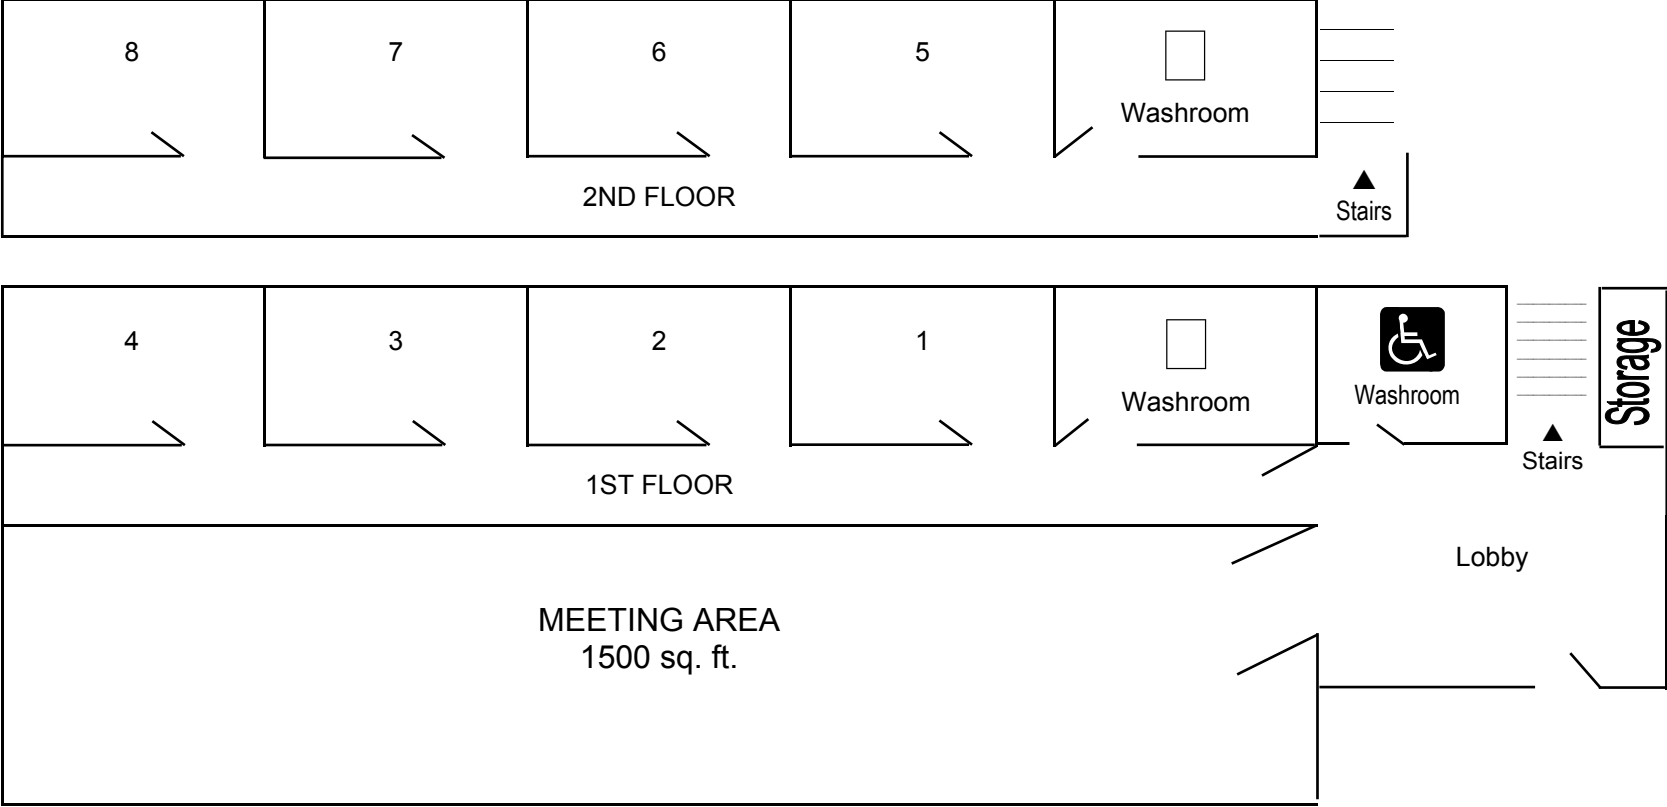 8
7
6
5
Washroom
2ND FLOOR
Stairs
4
3
2
1
Washroom
Washroom
Storage
Stairs
1ST FLOOR
Lobby
MEETING AREA
1500 sq. ft.